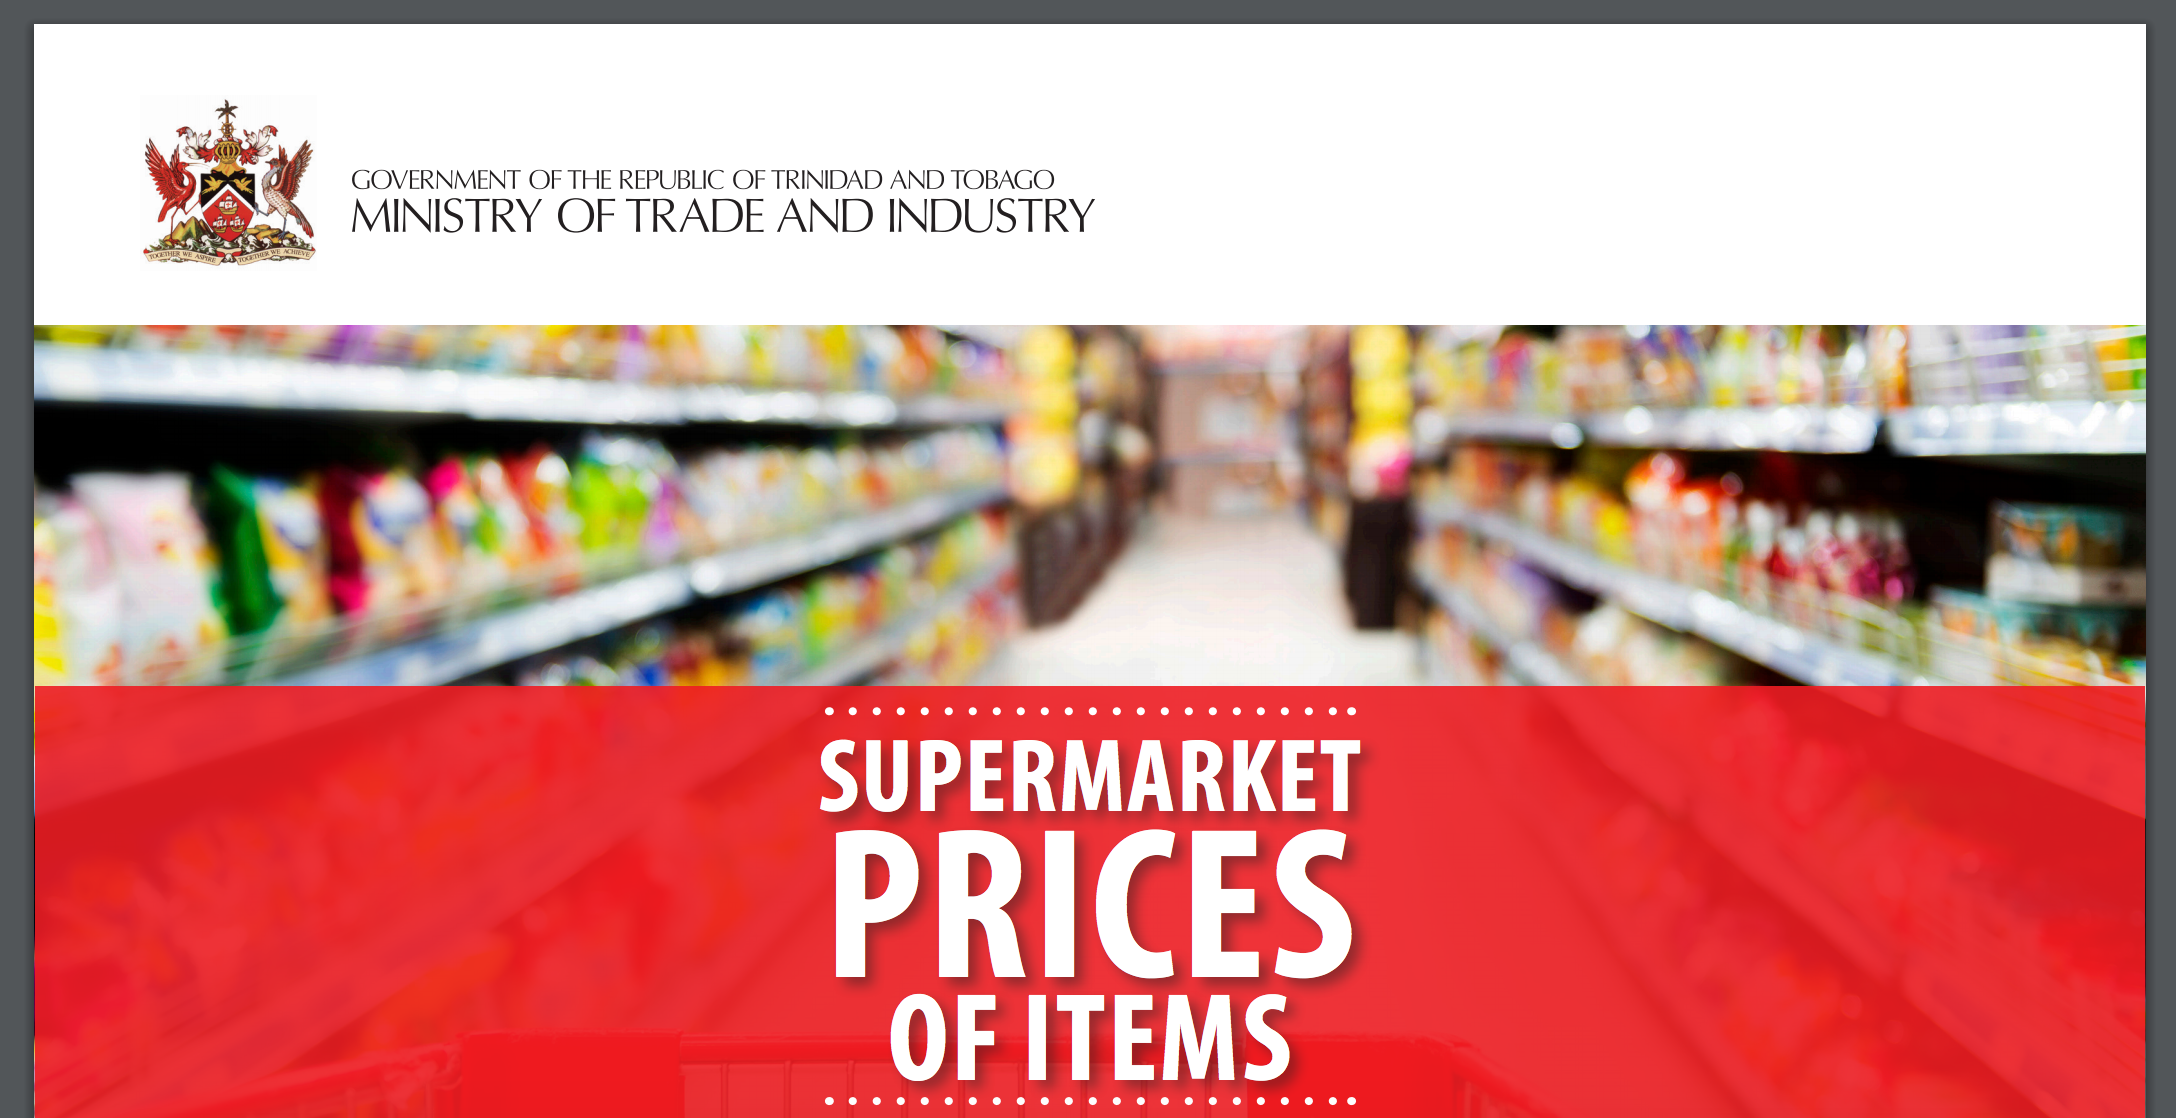 GOVERNMENT OF THE REPUBLIC OF TRINIDAD AND TOBAGO
MINISTRY OF TRADE AND INDUSTRY
TOGETHER WE ASPIRE TOGETHER WE ACHIEVE
SUPERMARKET
PRICES
OF ITEMS